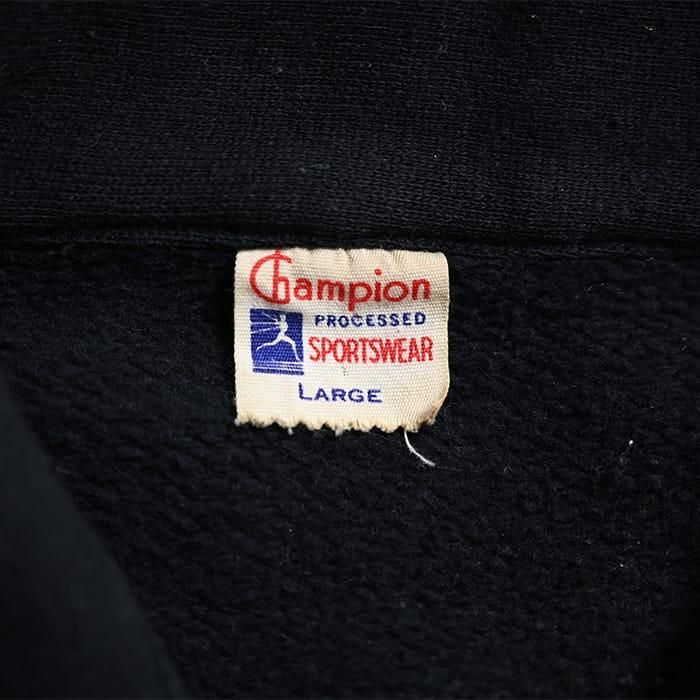 Champion
PROCESSED
SPORTSWEAR
LARGE